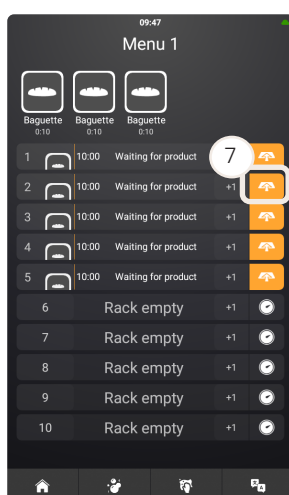 09:47
Menu 1
Baguette Baguette Baguette
0:10 0:10 0:10
1 10:00 Waiting for product 7
2 10:00 Waiting for product +1
3 10:00 Waiting for product +1
4 10:00 Waiting for product +1
5 10:00 Waiting for product +1
6 Rack empty +1
7 Rack empty +1
8 Rack empty +1
9 Rack empty +1
10 Rack empty +1